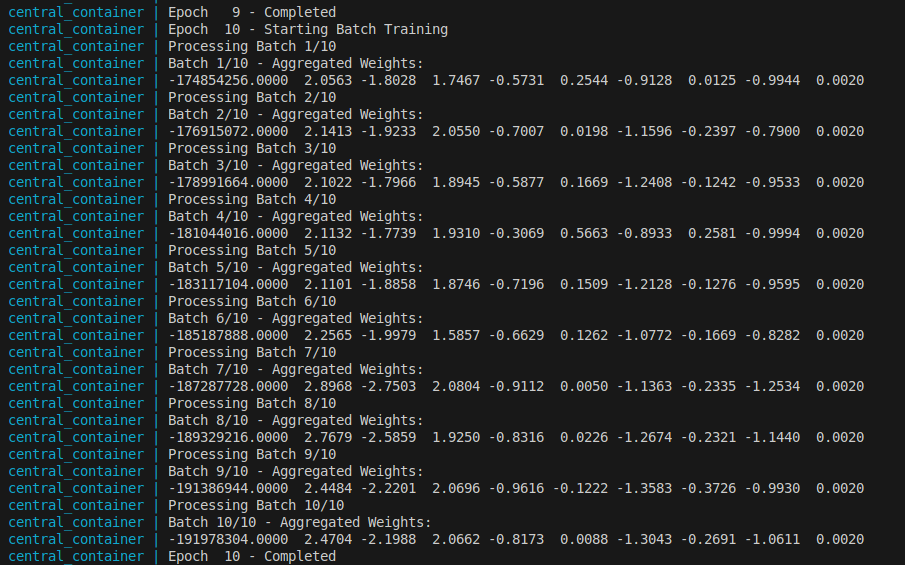 central_container | Epoch   9 - Completed
central_container | Epoch  10 - Starting Batch Training
central_container | Processing Batch 1/10
central_container | Batch 1/10 - Aggregated Weights:
central_container | -174854256.0000  2.0563 -1.8028  1.7467 -0.5731  0.2544 -0.9128  0.0125 -0.9944  0.0020
central_container | Processing Batch 2/10
central_container | Batch 2/10 - Aggregated Weights:
central_container | -176915072.0000  2.1413 -1.9233  2.0550 -0.7007  0.0198 -1.1596 -0.2397 -0.7900  0.0020
central_container | Processing Batch 3/10
central_container | Batch 3/10 - Aggregated Weights:
central_container | -178991664.0000  2.1022 -1.7966  1.8945 -0.5877  0.1669 -1.2408 -0.1242 -0.9533  0.0020
central_container | Processing Batch 4/10
central_container | Batch 4/10 - Aggregated Weights:
central_container | -181044016.0000  2.1132 -1.7739  1.9310 -0.3069  0.5663 -0.8933  0.2581 -0.9994  0.0020
central_container | Processing Batch 5/10
central_container | Batch 5/10 - Aggregated Weights:
central_container | -183117104.0000  2.1101 -1.8858  1.8746 -0.7196  0.1509 -1.2128 -0.1276 -0.9595  0.0020
central_container | Processing Batch 6/10
central_container | Batch 6/10 - Aggregated Weights:
central_container | -185187888.0000  2.2565 -1.9979  1.5857 -0.6629  0.1262 -1.0772 -0.1669 -0.8282  0.0020
central_container | Processing Batch 7/10
central_container | Batch 7/10 - Aggregated Weights:
central_container | -187287728.0000  2.8968 -2.7503  2.0804 -0.9112  0.0050 -1.1363 -0.2335 -1.2534  0.0020
central_container | Processing Batch 8/10
central_container | Batch 8/10 - Aggregated Weights:
central_container | -189329216.0000  2.7679 -2.5859  1.9250 -0.8316  0.0226 -1.2674 -0.2321 -1.1440  0.0020
central_container | Processing Batch 9/10
central_container | Batch 9/10 - Aggregated Weights:
central_container | -191386944.0000  2.4484 -2.2201  2.0696 -0.9616 -0.1222 -1.3583 -0.3726 -0.9930  0.0020
central_container | Processing Batch 10/10
central_container | Batch 10/10 - Aggregated Weights:
central_container | -191978304.0000  2.4704 -2.1988  2.0662 -0.8173  0.0088 -1.3043 -0.2691 -1.0611  0.0020
central_container | Epoch  10 - Completed